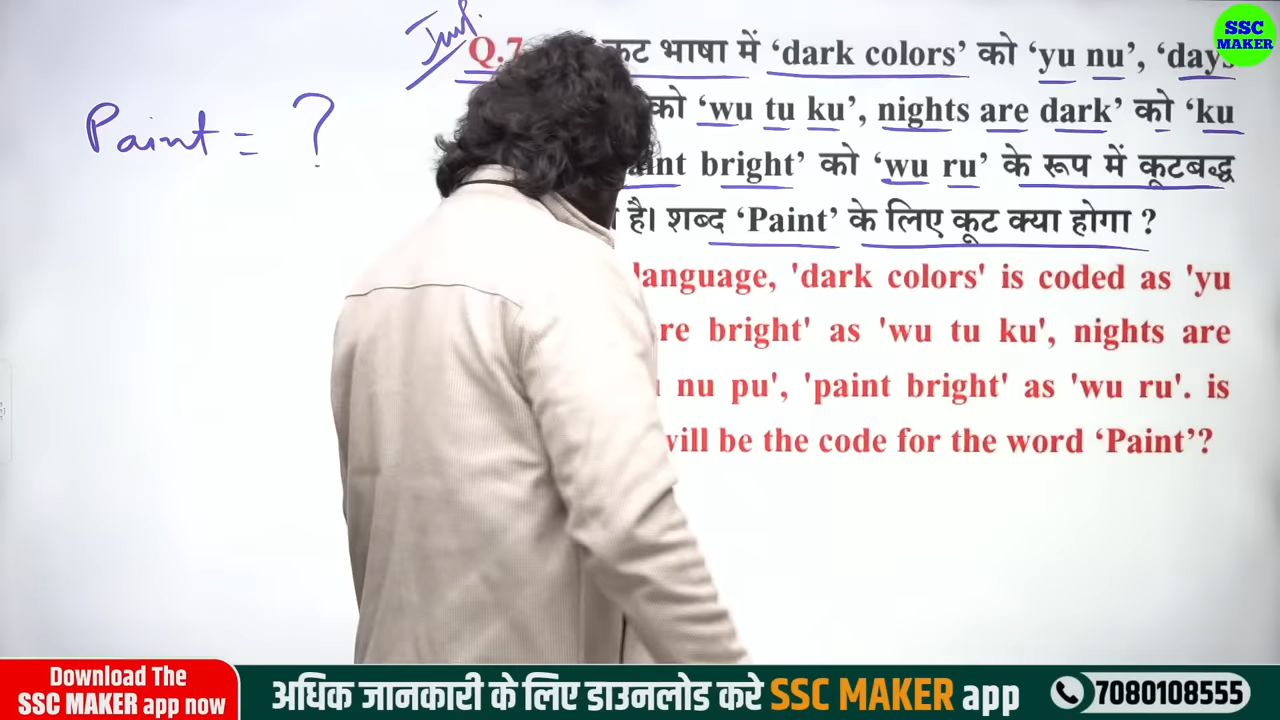 SSC
MAKER
Q.7 कूट भाषा में ‘dark colors’ को ‘yu nu’, ‘days
को ‘wu tu ku’, nights are dark’ को ‘ku
bright’ को ‘wu ru’ के रूप में कूटबद्ध
है। शब्द ‘Paint’ के लिए कूट क्या होगा ?
Paint = ?
language, 'dark colors' is coded as 'yu
bright' as 'wu tu ku', nights are
nu pu', 'paint bright' as 'wu ru'. is
will be the code for the word ‘Paint’?
Download The
SSC MAKER app now
अधिक जानकारी के लिए डाउनलोड करे SSC MAKER app
7080108555